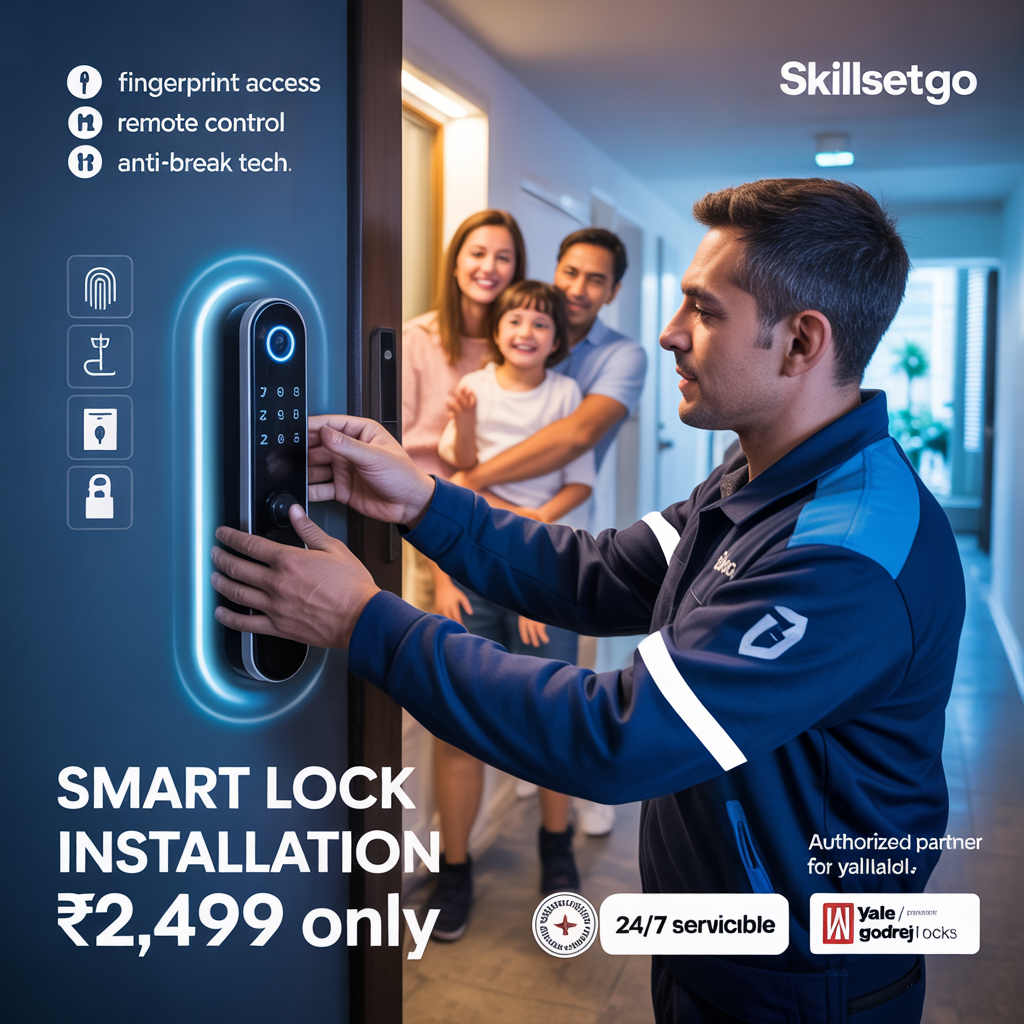 fingerprint access
remote control
anti-break tech.
Skillsetgo
SMART LOCK
INSTALLATION
₹2,499 only
Authorized partner
for yalllaldl.
24/7 servicible
Yale /
godrej locks